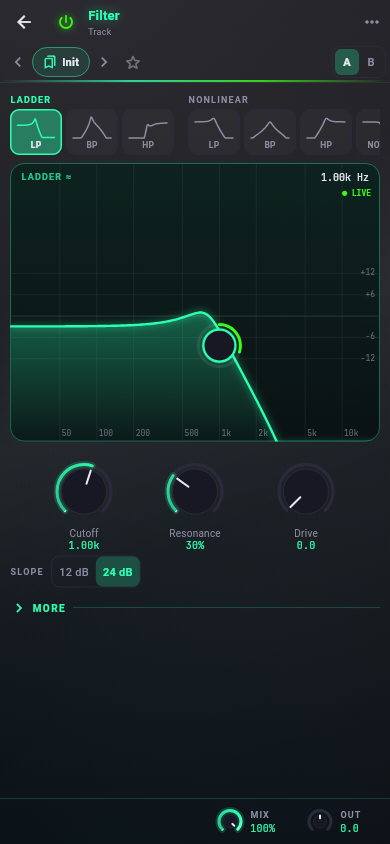 Filter
Track
Init
A B
LADDER
NONLINEAR
LP BP HP LP BP HP NO
LADDER ≈
1.00k Hz
LIVE
+12
+6
-6
-12
50 100 200 500 1k 2k 5k 10k
Cutoff Resonance Drive
1.00k 30% 0.0
SLOPE 12 dB 24 dB
MORE
MIX
100%
OUT
0.0